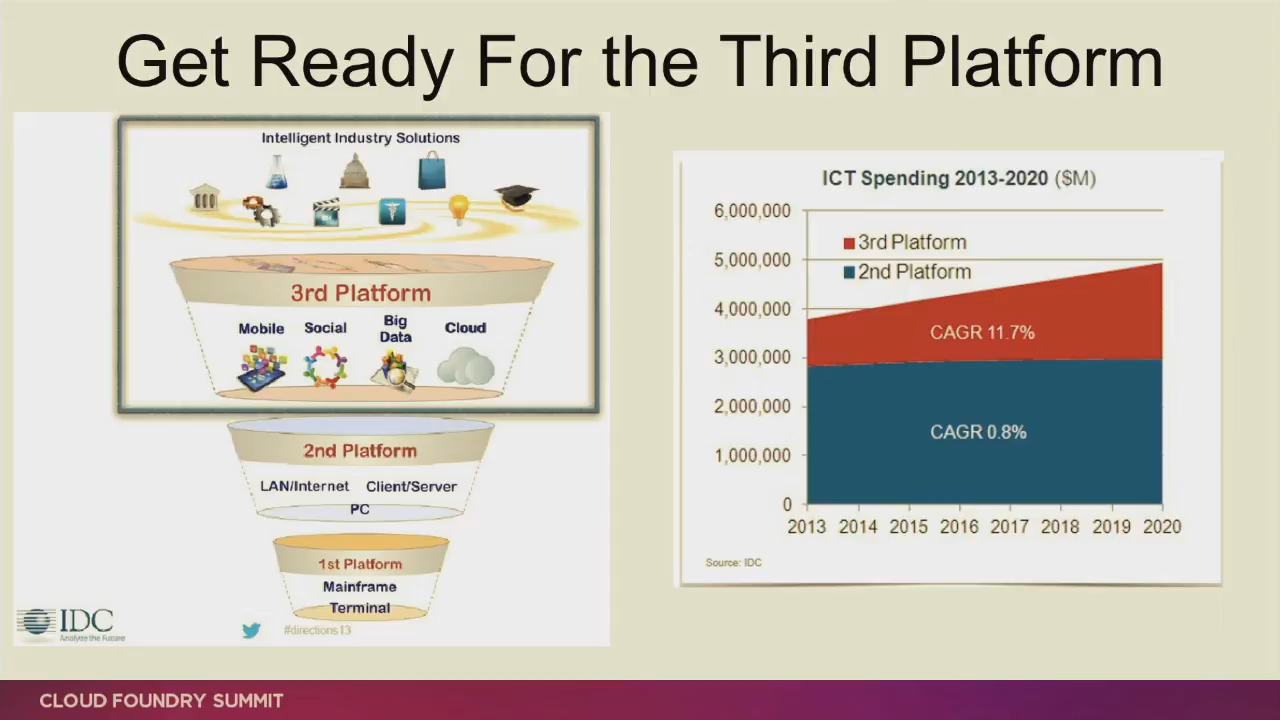 Get Ready For the Third Platform
Intelligent Industry Solutions
3rd Platform
Mobile Social Big Data Cloud
2nd Platform
LAN/Internet Client/Server
PC
1st Platform
Mainframe
Terminal
IDC
Analyze the Future
#directions13
ICT Spending 2013-2020 ($M)
6,000,000
5,000,000
4,000,000
3,000,000
2,000,000
1,000,000
0
3rd Platform
2nd Platform
CAGR 11.7%
CAGR 0.8%
2013 2014 2015 2016 2017 2018 2019 2020
Source: IDC
CLOUD FOUNDRY SUMMIT